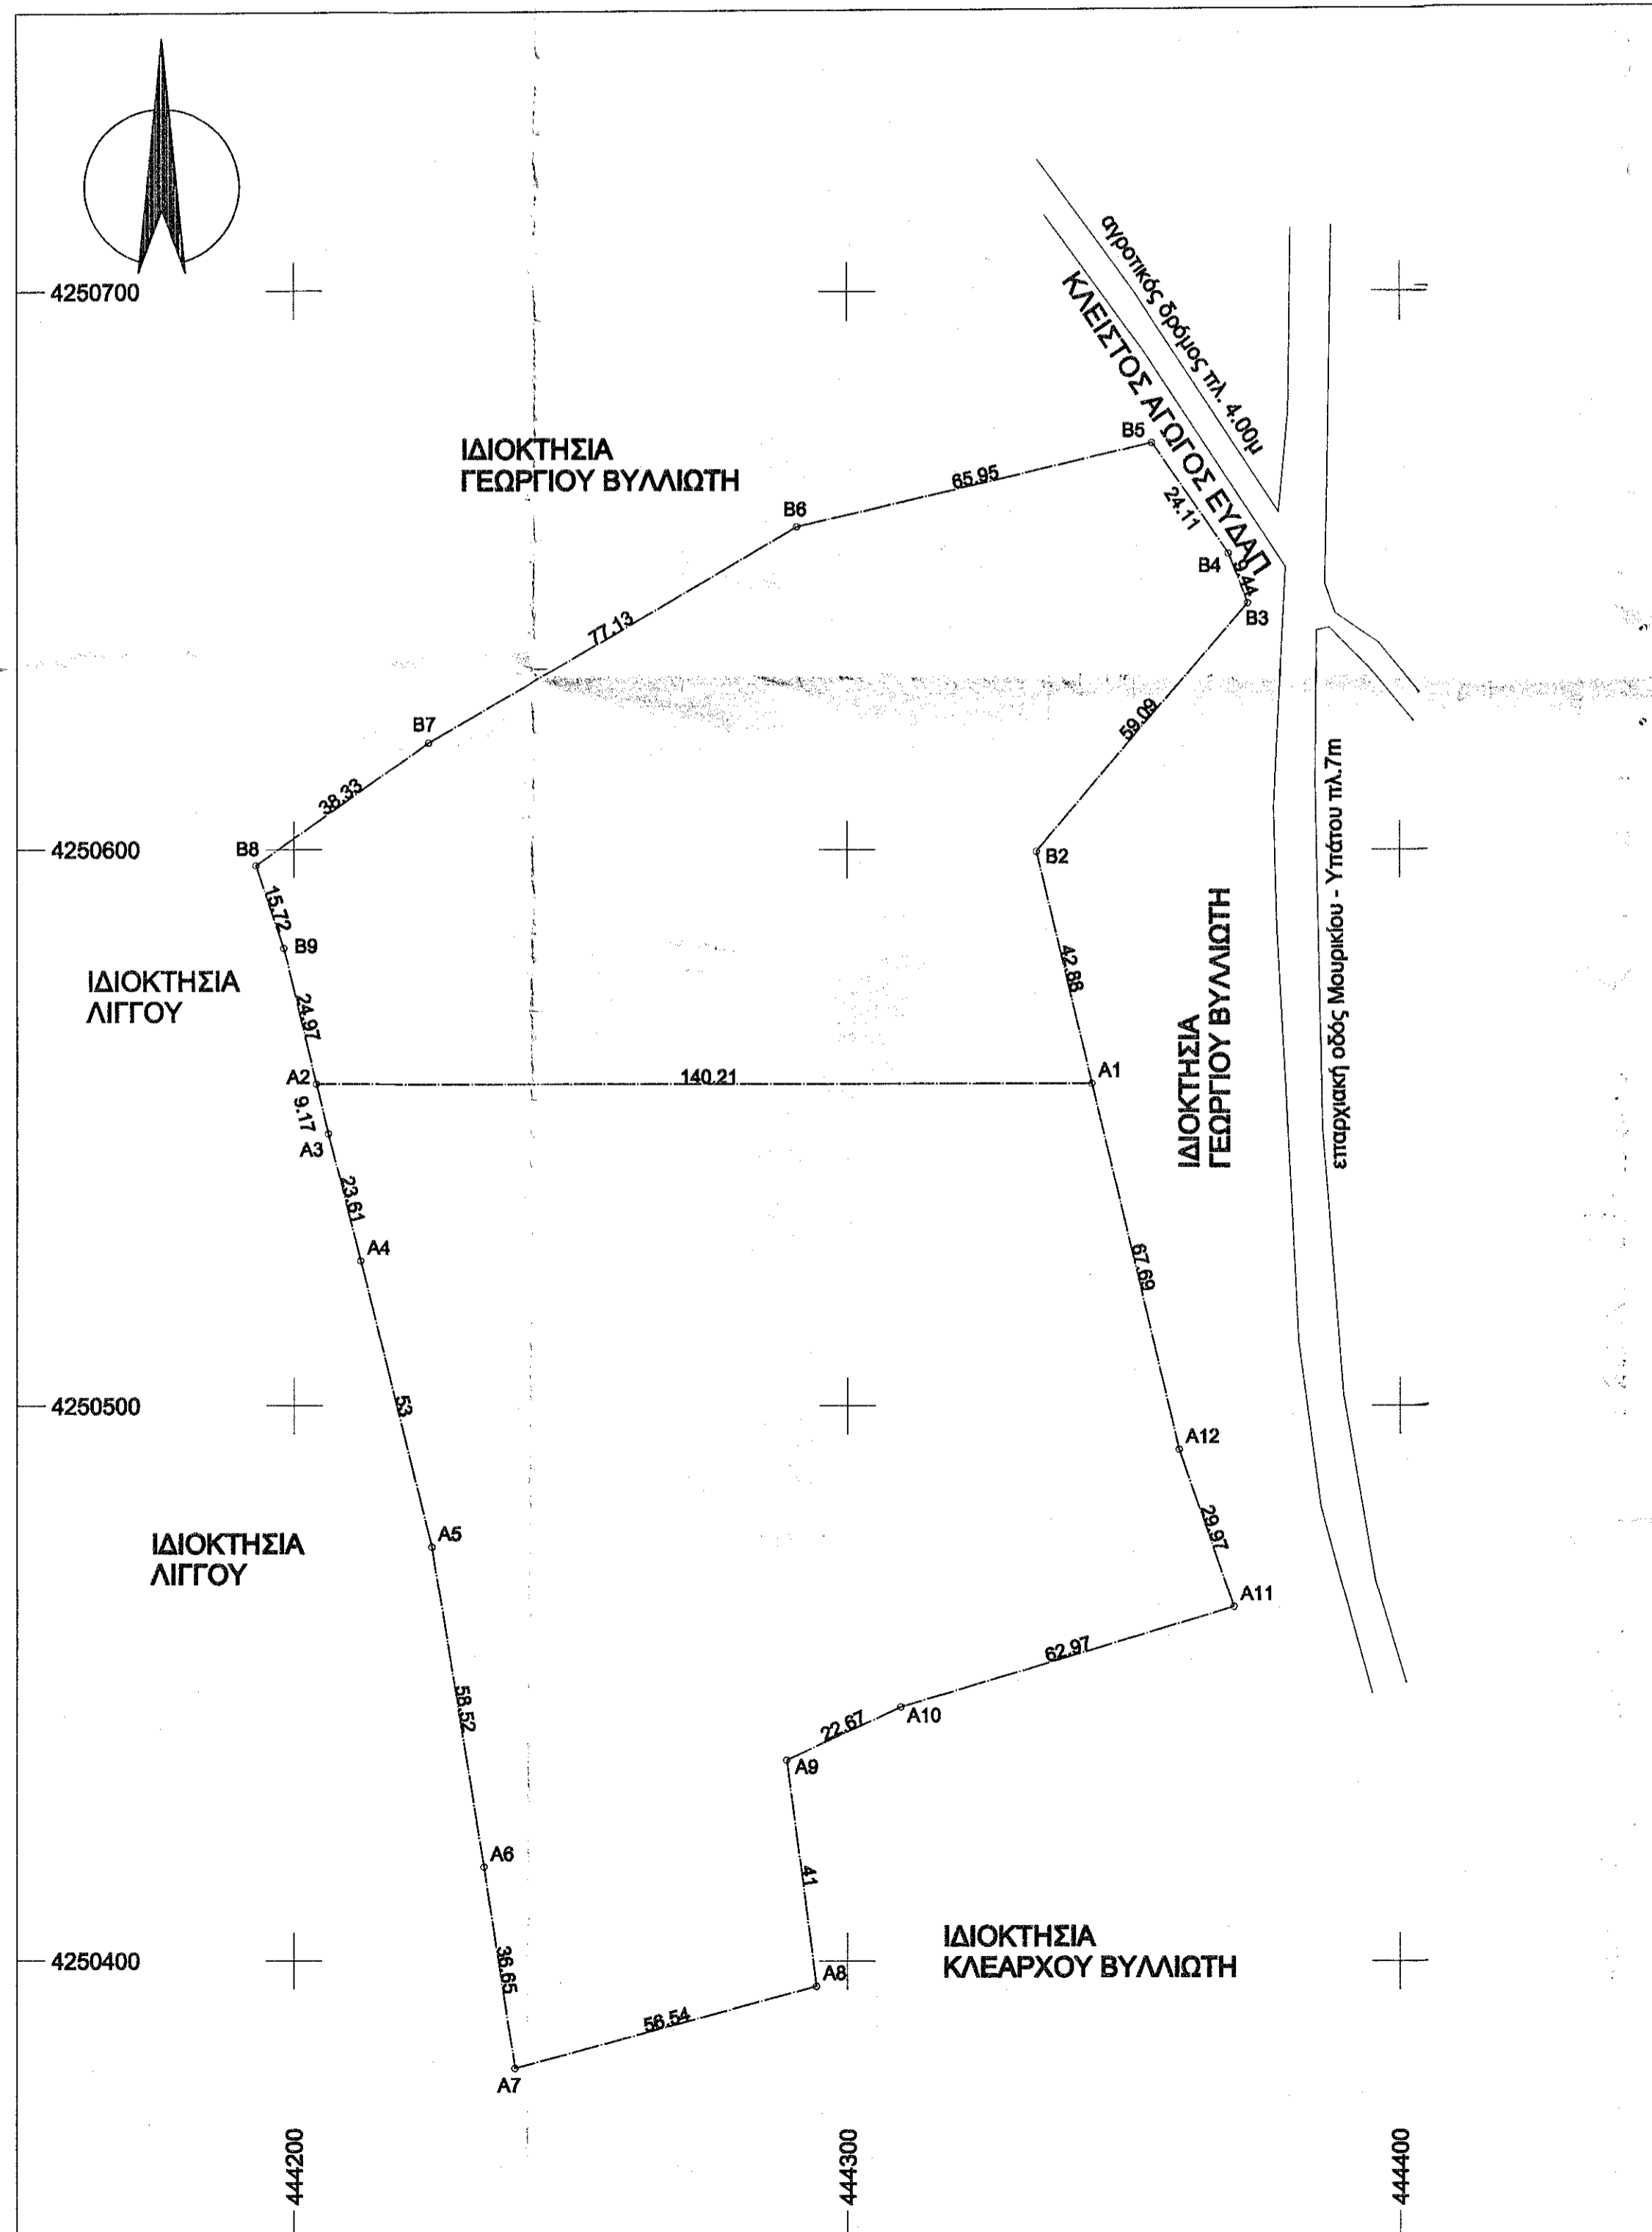 4250700
αγροτικός δρόμος πλ. 4.00μ
ΚΛΕΙΣΤΟΣ ΑΓΩΓΟΣ ΕΥΔΑΠ
ΙΔΙΟΚΤΗΣΙΑ
ΓΕΩΡΓΙΟΥ ΒΥΛΛΙΩΤΗ
B5
65.95
24.11
B6
B4
9.44
B3
77.13
59.09
B7
38.33
4250600
B8
B2
15.72
B9
42.88
ΙΔΙΟΚΤΗΣΙΑ
ΛΙΓΓΟΥ
24.97
ΙΔΙΟΚΤΗΣΙΑ
ΓΕΩΡΓΙΟΥ ΒΥΛΛΙΩΤΗ
επαρχιακή οδός Μουρικίου - Υπάτου πλ.7m
A2
140.21
A1
9.17
A3
23.61
A4
67.69
53
4250500
A12
29.97
A5
ΙΔΙΟΚΤΗΣΙΑ
ΛΙΓΓΟΥ
A11
62.97
58.52
A10
22.67
A9
A6
41
ΙΔΙΟΚΤΗΣΙΑ
ΚΛΕΑΡΧΟΥ ΒΥΛΛΙΩΤΗ
4250400
36.65
A8
56.54
A7
444200
444300
444400